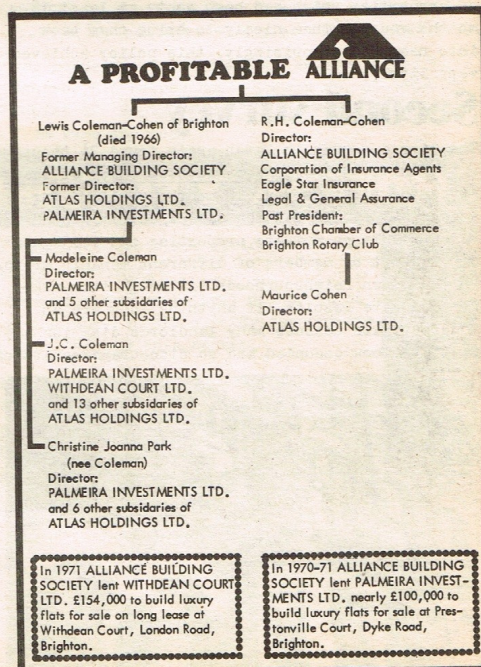 A PROFITABLE ALLIANCE
Lewis Coleman-Cohen of Brighton
(died 1966)
Former Managing Director:
ALLIANCE BUILDING SOCIETY
Former Director:
ATLAS HOLDINGS LTD.
PALMEIRA INVESTMENTS LTD.
Madeleine Coleman
Director:
PALMEIRA INVESTMENTS LTD.
and 5 other subsidaries of
ATLAS HOLDINGS LTD.
J.C. Coleman
Director:
PALMEIRA INVESTMENTS LTD.
WITHDEAN COURT LTD.
and 13 other subsidaries of
ATLAS HOLDINGS LTD.
Christine Joanna Park
(nee Coleman)
Director:
PALMEIRA INVESTMENTS LTD.
and 6 other subsidaries of
ATLAS HOLDINGS LTD.
R.H. Coleman-Cohen
Director:
ALLIANCE BUILDING SOCIETY
Corporation of Insurance Agents
Eagle Star Insurance
Legal & General Assurance
Past President:
Brighton Chamber of Commerce
Brighton Rotary Club
Maurice Cohen
Director:
ATLAS HOLDINGS LTD.
In 1971 ALLIANCE BUILDING
SOCIETY lent WITHDEAN COURT
LTD. £154,000 to build luxury
flats for sale on long lease at
Withdean Court, London Road,
Brighton.
In 1970-71 ALLIANCE BUILDING
SOCIETY lent PALMEIRA INVEST-
MENTS LTD. nearly £100,000 to
build luxury flats for sale at Pres-
tonville Court, Dyke Road,
Brighton.